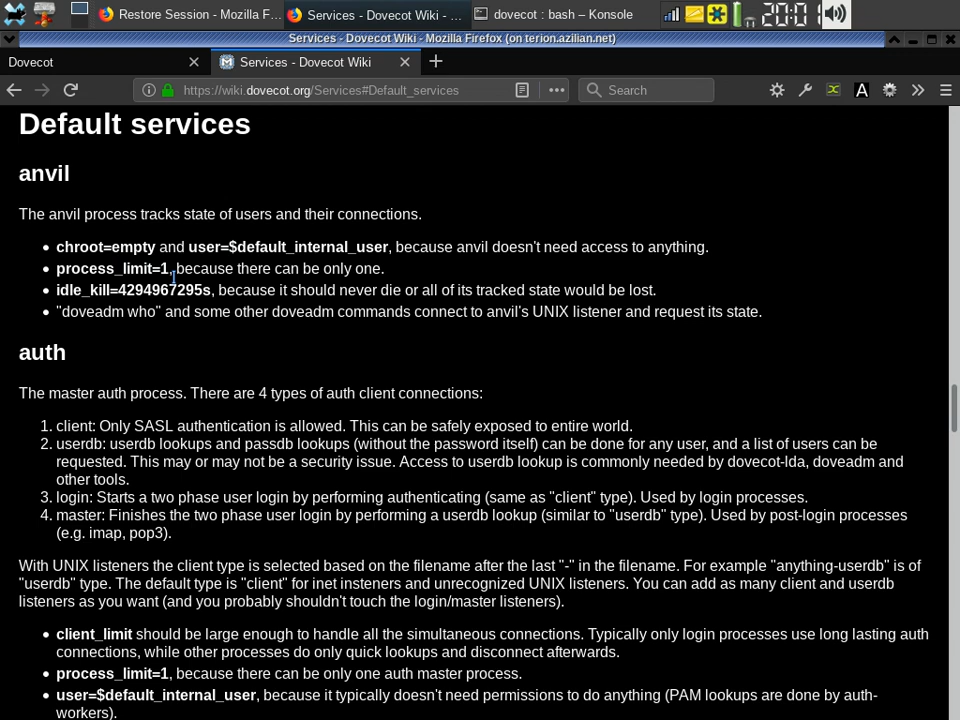 Restore Session - Mozilla F...
Services - Dovecot Wiki - ...
dovecot : bash – Konsole
20:01
Services - Dovecot Wiki - Mozilla Firefox (on terion.azilian.net)
Dovecot
Services - Dovecot Wiki
https://wiki.dovecot.org/Services#Default_services
Search
A
Default services
anvil
The anvil process tracks state of users and their connections.
• chroot=empty and user=$default_internal_user, because anvil doesn't need access to anything.
• process_limit=1, because there can be only one.
• idle_kill=4294967295s, because it should never die or all of its tracked state would be lost.
• "doveadm who" and some other doveadm commands connect to anvil's UNIX listener and request its state.
auth
The master auth process. There are 4 types of auth client connections:
1. client: Only SASL authentication is allowed. This can be safely exposed to entire world.
2. userdb: userdb lookups and passdb lookups (without the password itself) can be done for any user, and a list of users can be
requested. This may or may not be a security issue. Access to userdb lookup is commonly needed by dovecot-lda, doveadm and
other tools.
3. login: Starts a two phase user login by performing authenticating (same as "client" type). Used by login processes.
4. master: Finishes the two phase user login by performing a userdb lookup (similar to "userdb" type). Used by post-login processes
(e.g. imap, pop3).
With UNIX listeners the client type is selected based on the filename after the last "-" in the filename. For example "anything-userdb" is of
"userdb" type. The default type is "client" for inet insteners and unrecognized UNIX listeners. You can add as many client and userdb
listeners as you want (and you probably shouldn't touch the login/master listeners).
• client_limit should be large enough to handle all the simultaneous connections. Typically only login processes use long lasting auth
connections, while other processes do only quick lookups and disconnect afterwards.
• process_limit=1, because there can be only one auth master process.
• user=$default_internal_user, because it typically doesn't need permissions to do anything (PAM lookups are done by auth-
workers).